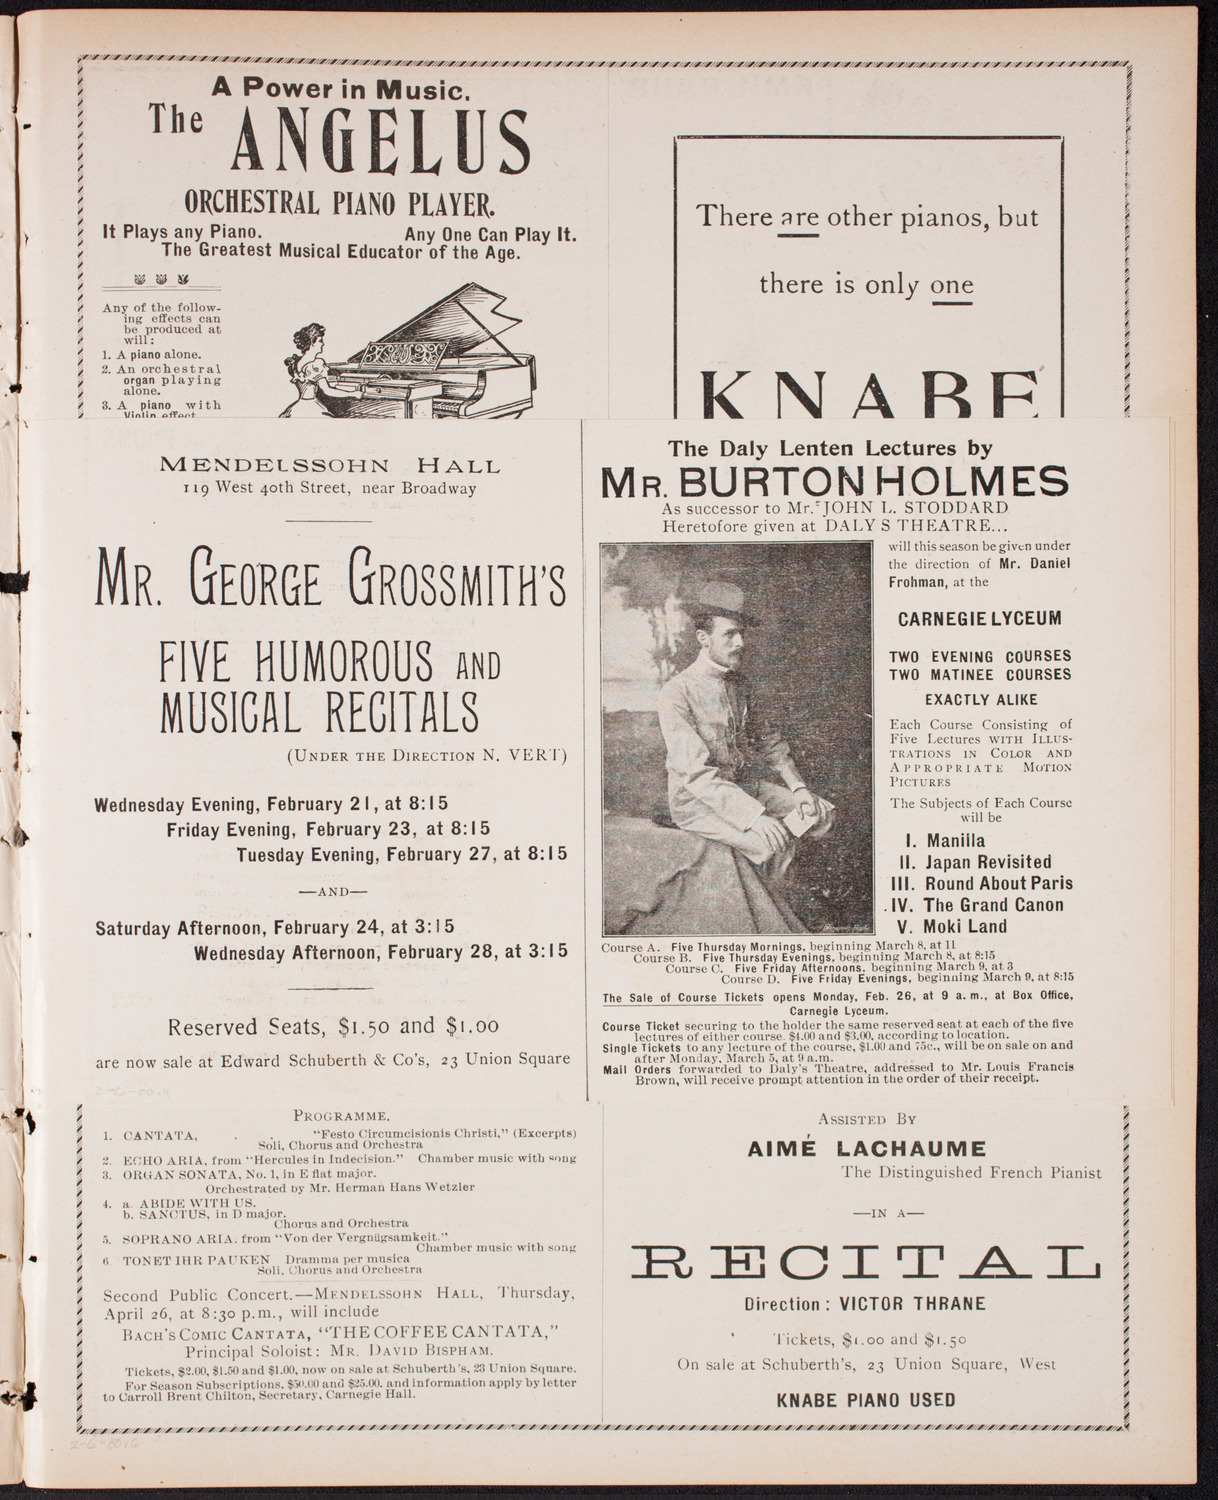 A Power in Music.
The ANGELUS
ORCHESTRAL PIANO PLAYER.
It Plays any Piano. Any One Can Play It.
The Greatest Musical Educator of the Age.
Any of the follow-
ing effects can
be produced at
will:
1. A piano alone.
2. An orchestral
organ playing
alone.
3. A piano with
Violin effect
There are other pianos, but
there is only one
KNABE
MENDELSSOHN HALL
119 West 40th Street, near Broadway
MR. GEORGE GROSSMITH'S
FIVE HUMOROUS AND
MUSICAL RECITALS
(UNDER THE DIRECTION N. VERT)
Wednesday Evening, February 21, at 8:15
Friday Evening, February 23, at 8:15
Tuesday Evening, February 27, at 8:15
—AND—
Saturday Afternoon, February 24, at 3:15
Wednesday Afternoon, February 28, at 3:15
Reserved Seats, $1.50 and $1.00
are now sale at Edward Schuberth & Co's, 23 Union Square
2-6-00.4
The Daly Lenten Lectures by
MR. BURTON HOLMES
As successor to Mr. JOHN L. STODDARD
Heretofore given at DALY S THEATRE...
will this season be given under
the direction of Mr. Daniel
Frohman, at the
CARNEGIE LYCEUM
TWO EVENING COURSES
TWO MATINEE COURSES
EXACTLY ALIKE
Each Course Consisting of
Five Lectures WITH ILLUS-
TRATIONS IN COLOR AND
APPROPRIATE MOTION
PICTURES
The Subjects of Each Course
will be
I. Manilla
II. Japan Revisited
III. Round About Paris
IV. The Grand Canon
V. Moki Land
Course A. Five Thursday Mornings, beginning March 8, at 11
Course B. Five Thursday Evenings, beginning March 8, at 8:15
Course C. Five Friday Afternoons, beginning March 9, at 3
Course D. Five Friday Evenings, beginning March 9, at 8:15
The Sale of Course Tickets opens Monday, Feb. 26, at 9 a. m., at Box Office,
Carnegie Lyceum.
Course Ticket securing to the holder the same reserved seat at each of the five
lectures of either course. $4.00 and $3.00, according to location.
Single Tickets to any lecture of the course, $1.00 and 75c., will be on sale on and
after Monday, March 5, at 9 a.m.
Mail Orders forwarded to Daly's Theatre, addressed to Mr. Louis Francis
Brown, will receive prompt attention in the order of their receipt.
PROGRAMME.
1. CANTATA, . . "Festo Circumcisionis Christi," (Excerpts)
Soli, Chorus and Orchestra
2. ECHO ARIA, from "Hercules in Indecision." Chamber music with song
3. ORGAN SONATA, No. 1, in E flat major.
Orchestrated by Mr. Herman Hans Wetzler
4. a. ABIDE WITH US.
b. SANCTUS, in D major.
Chorus and Orchestra
5. SOPRANO ARIA, from "Von der Vergnügsamkeit."
Chamber music with song
6 TONET IHR PAUKEN Dramma per musica
Soli, Chorus and Orchestra
Second Public Concert.—MENDELSSOHN HALL, Thursday,
April 26, at 8:30 p.m., will include
BACH'S COMIC CANTATA, "THE COFFEE CANTATA,"
Principal Soloist: MR. DAVID BISPHAM.
Tickets, $2.00, $1.50 and $1.00, now on sale at Schuberth's, 23 Union Square.
For Season Subscriptions, $50.00 and $25.00, and information apply by letter
to Carroll Brent Chilton, Secretary, Carnegie Hall.
2-6-00.6
ASSISTED BY
AIMÉ LACHAUME
The Distinguished French Pianist
—IN A—
RECITAL
Direction: VICTOR THRANE
Tickets, $1.00 and $1.50
On sale at Schuberth's, 23 Union Square, West
KNABE PIANO USED